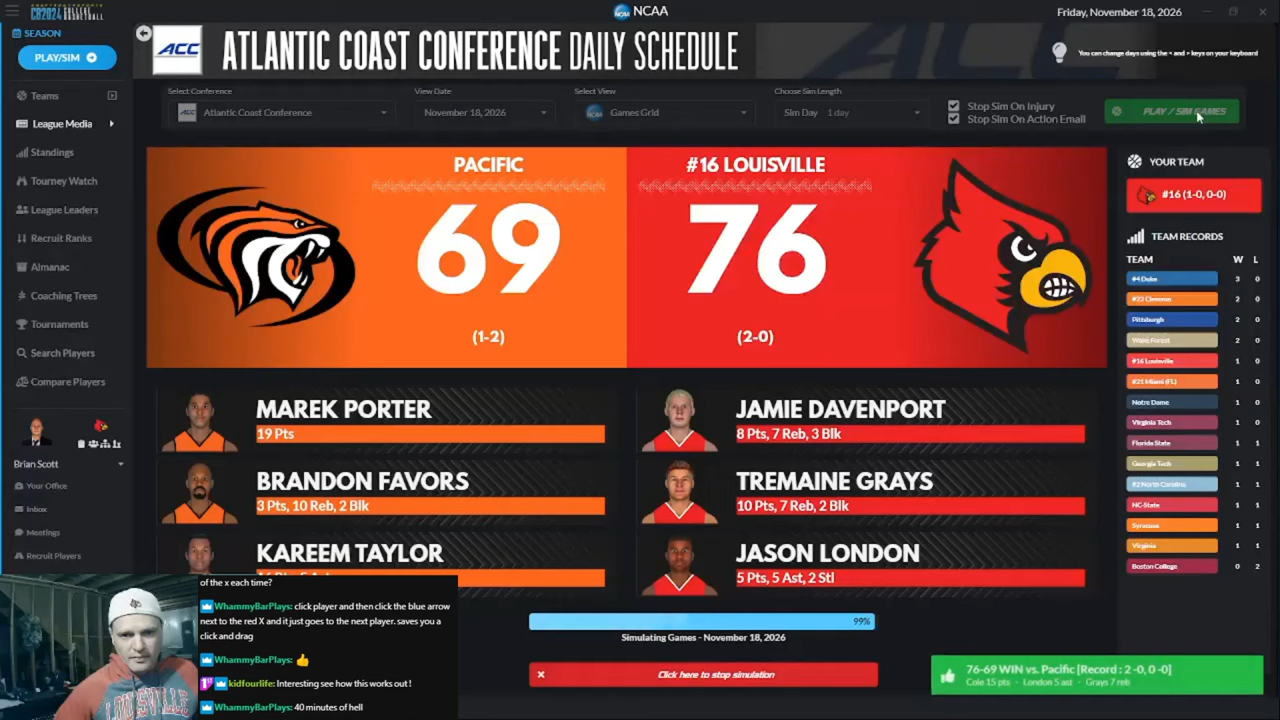 CB2024 COLLEGE BASKETBALL
NCAA
Friday, November 18, 2026
SEASON
PLAY/SIM
ACC
ATLANTIC COAST CONFERENCE DAILY SCHEDULE
You can change days using the < and > keys on your keyboard
Select Conference
View Date
Select View
Choose Sim Length
Atlantic Coast Conference
November 18, 2026
Games Grid
Sim Day 1 day
Stop Sim On Injury
Stop Sim On Action Email
PLAY / SIM GAMES
Teams
League Media
Standings
Tourney Watch
League Leaders
Recruit Ranks
Almanac
Coaching Trees
Tournaments
Search Players
Compare Players
Brian Scott
Your Office
Inbox
Meetings
Recruit Players
PACIFIC
69
(1-2)
#16 LOUISVILLE
76
(2-0)
MAREK PORTER
19 Pts
BRANDON FAVORS
3 Pts, 10 Reb, 2 Blk
KAREEM TAYLOR
JAMIE DAVENPORT
8 Pts, 7 Reb, 3 Blk
TREMAINE GRAYS
10 Pts, 7 Reb, 2 Blk
JASON LONDON
5 Pts, 5 Ast, 2 Stl
YOUR TEAM
#16 (1-0, 0-0)
TEAM RECORDS
TEAM W L
#4 Duke 3 0
#23 Clemson 2 0
Pittsburgh 2 0
Wake Forest 2 0
#16 Louisville 1 0
#21 Miami (FL) 1 0
Notre Dame 1 0
Virginia Tech 1 0
Florida State 1 1
Georgia Tech 1 1
#2 North Carolina 1 1
NC-State 1 1
Syracuse 1 1
Virginia 1 1
Boston College 0 2
of the x each time?
WhammyBarPlays: click player and then click the blue arrow
next to the red X and it just goes to the next player. saves you a
click and drag
WhammyBarPlays: 👍
kidfourlife: Interesting see how this works out !
WhammyBarPlays: 40 minutes of hell
99%
Simulating Games - November 18, 2026
Click here to stop simulation
76-69 WIN vs. Pacific [Record : 2 -0, 0 -0]
Cole 15 pts · London 5 ast · Grays 7 reb